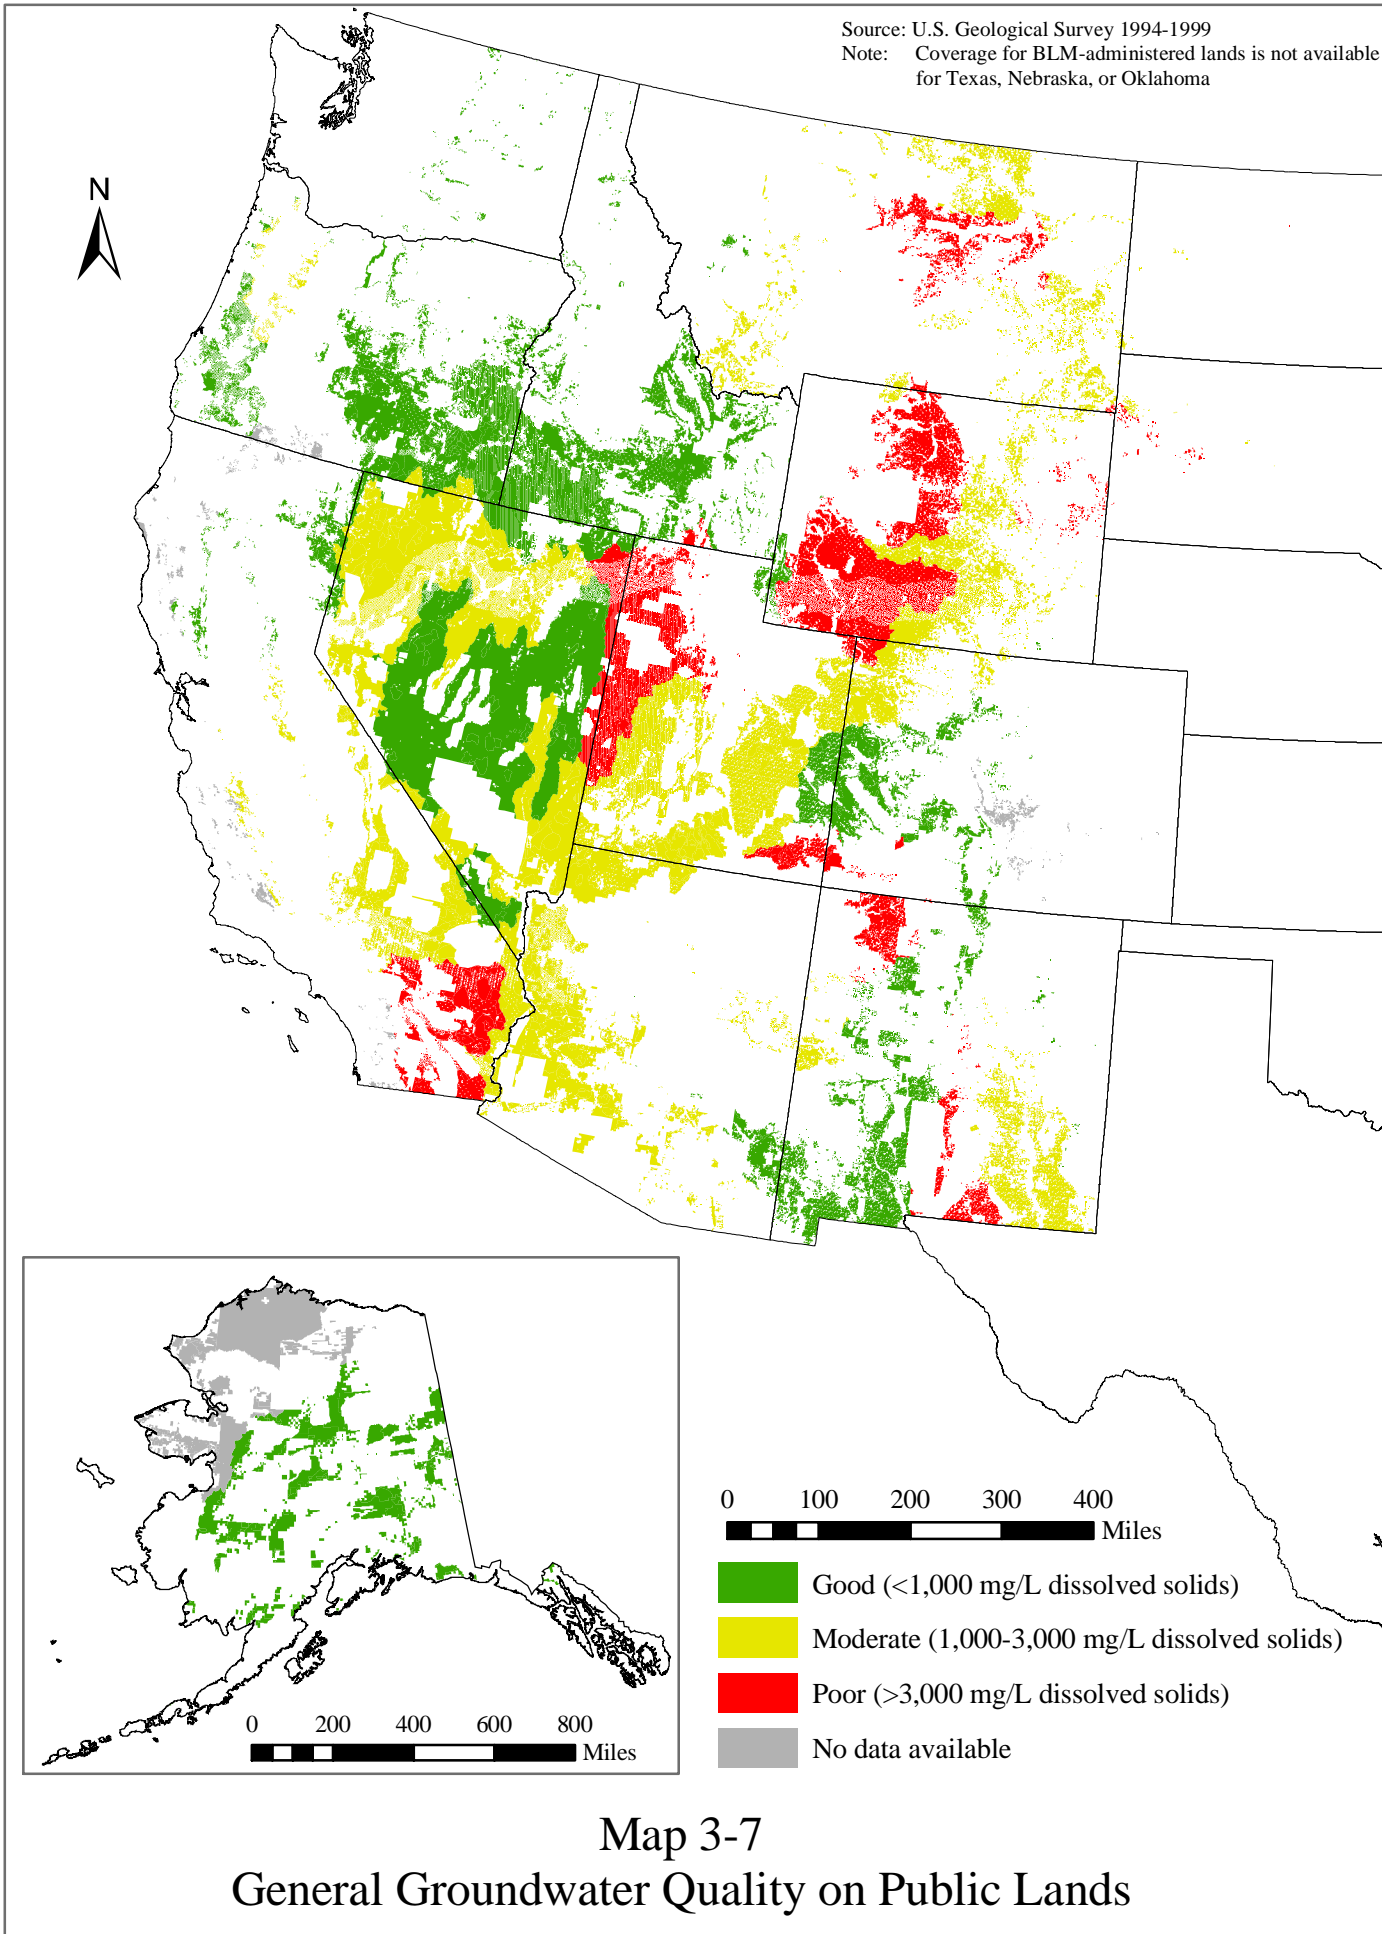 Source: U.S. Geological Survey 1994-1999
Note: Coverage for BLM-administered lands is not available
for Texas, Nebraska, or Oklahoma
N
0 100 200 300 400
Miles
Good (<1,000 mg/L dissolved solids)
Moderate (1,000-3,000 mg/L dissolved solids)
Poor (>3,000 mg/L dissolved solids)
No data available
0 200 400 600 800
Miles
Map 3-7
General Groundwater Quality on Public Lands